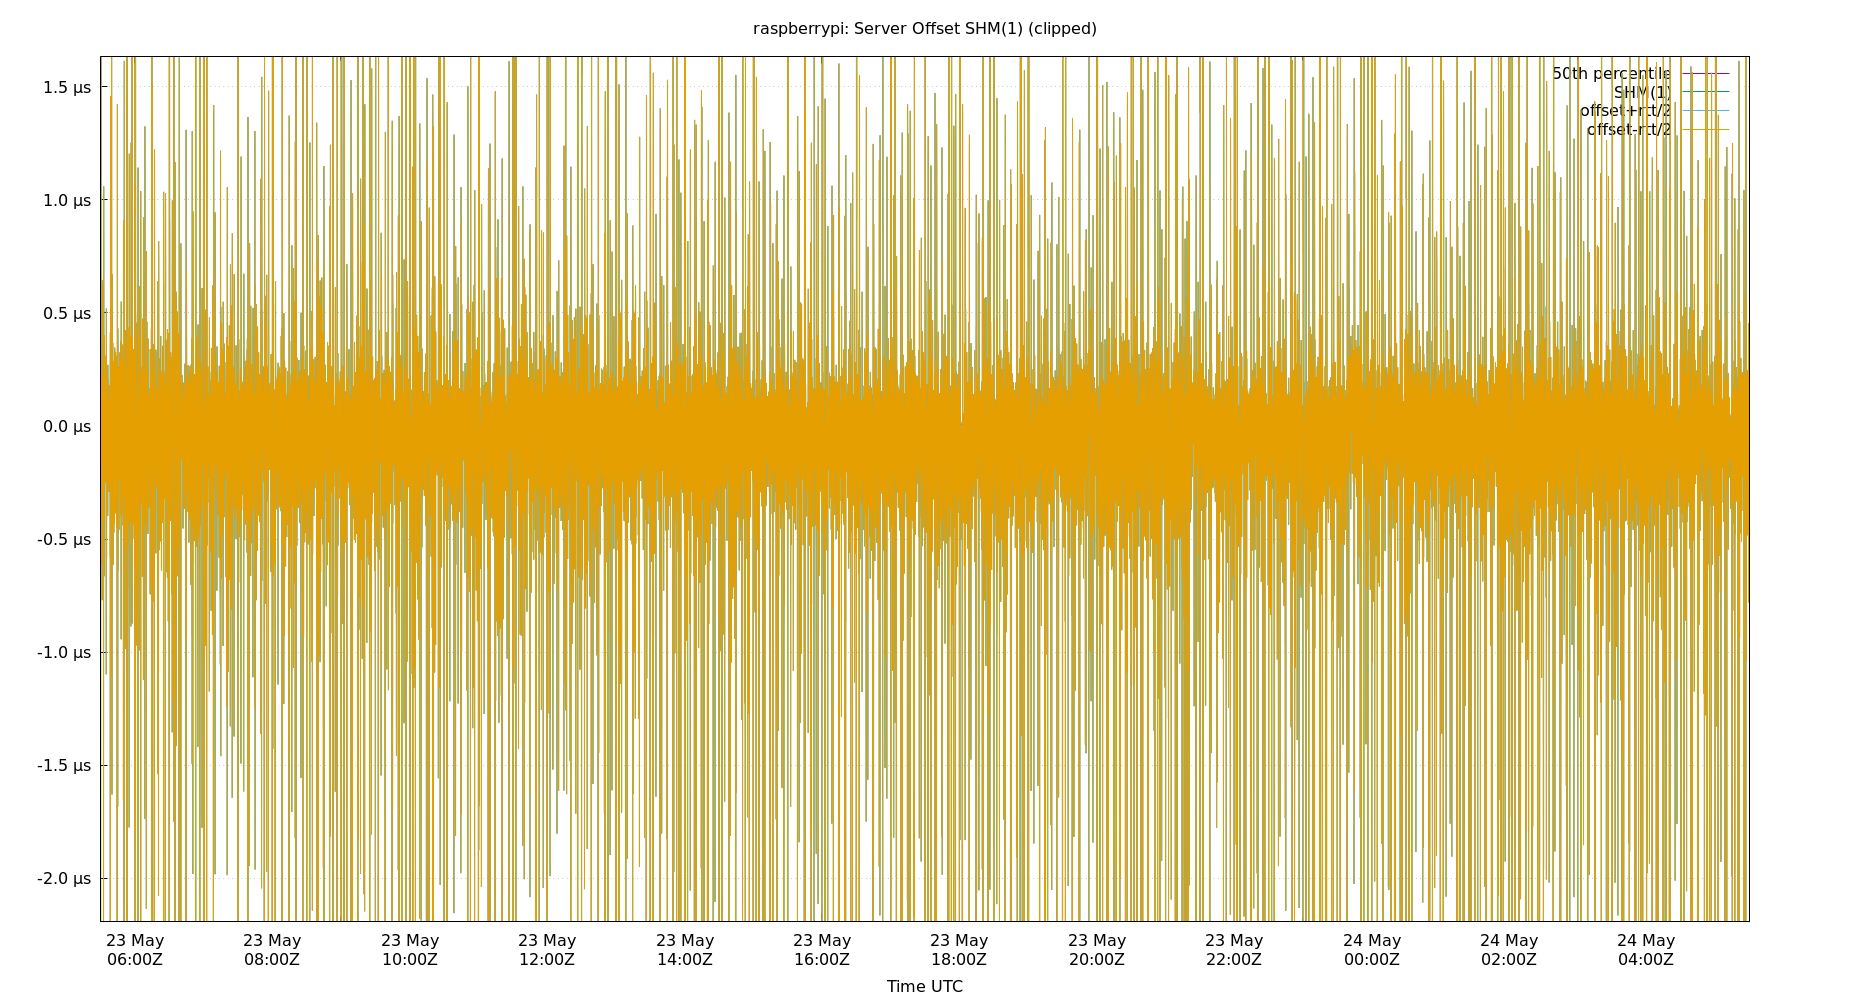 raspberrypi: Server Offset SHM(1) (clipped)
50th percentile
SHM(1)
offset+rtt/2
offset-rtt/2
1.5 µs
1.0 µs
0.5 µs
0.0 µs
-0.5 µs
-1.0 µs
-1.5 µs
-2.0 µs
23 May 23 May 23 May 23 May 23 May 23 May 23 May 23 May 23 May 24 May 24 May 24 May
06:00Z 08:00Z 10:00Z 12:00Z 14:00Z 16:00Z 18:00Z 20:00Z 22:00Z 00:00Z 02:00Z 04:00Z
Time UTC